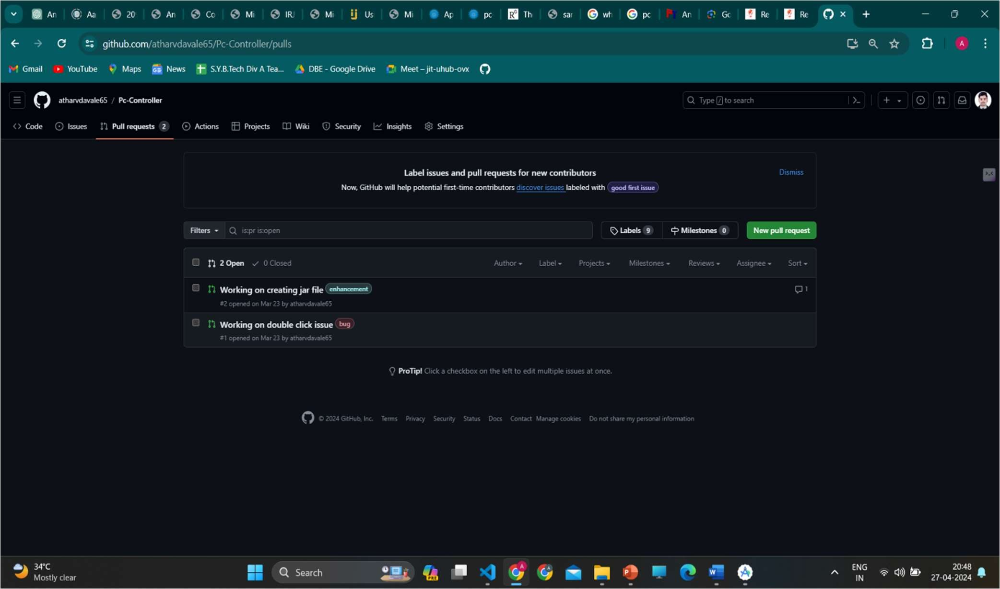 An Aa 20 An Co Mi IRJ Mi Us Mi Ap pc Th sar wh pc An Gc Re Re
github.com/atharvdavale65/Pc-Controller/pulls
Gmail YouTube Maps News S.Y.B.Tech Div A Tea... DBE - Google Drive Meet – jit-uhub-ovx
atharvdavale65 / Pc-Controller Type / to search
Code Issues Pull requests 2 Actions Projects Wiki Security Insights Settings
Label issues and pull requests for new contributors Dismiss
Now, GitHub will help potential first-time contributors discover issues labeled with good first issue
Filters is:pr is:open Labels 9 Milestones 0 New pull request
2 Open 0 Closed Author Label Projects Milestones Reviews Assignee Sort
Working on creating jar file enhancement 1
#2 opened on Mar 23 by atharvdavale65
Working on double click issue bug
#1 opened on Mar 23 by atharvdavale65
ProTip! Click a checkbox on the left to edit multiple issues at once.
© 2024 GitHub, Inc. Terms Privacy Security Status Docs Contact Manage cookies Do not share my personal information
34°C
Mostly clear
Search
PRE
ENG
IN
20:48
27-04-2024